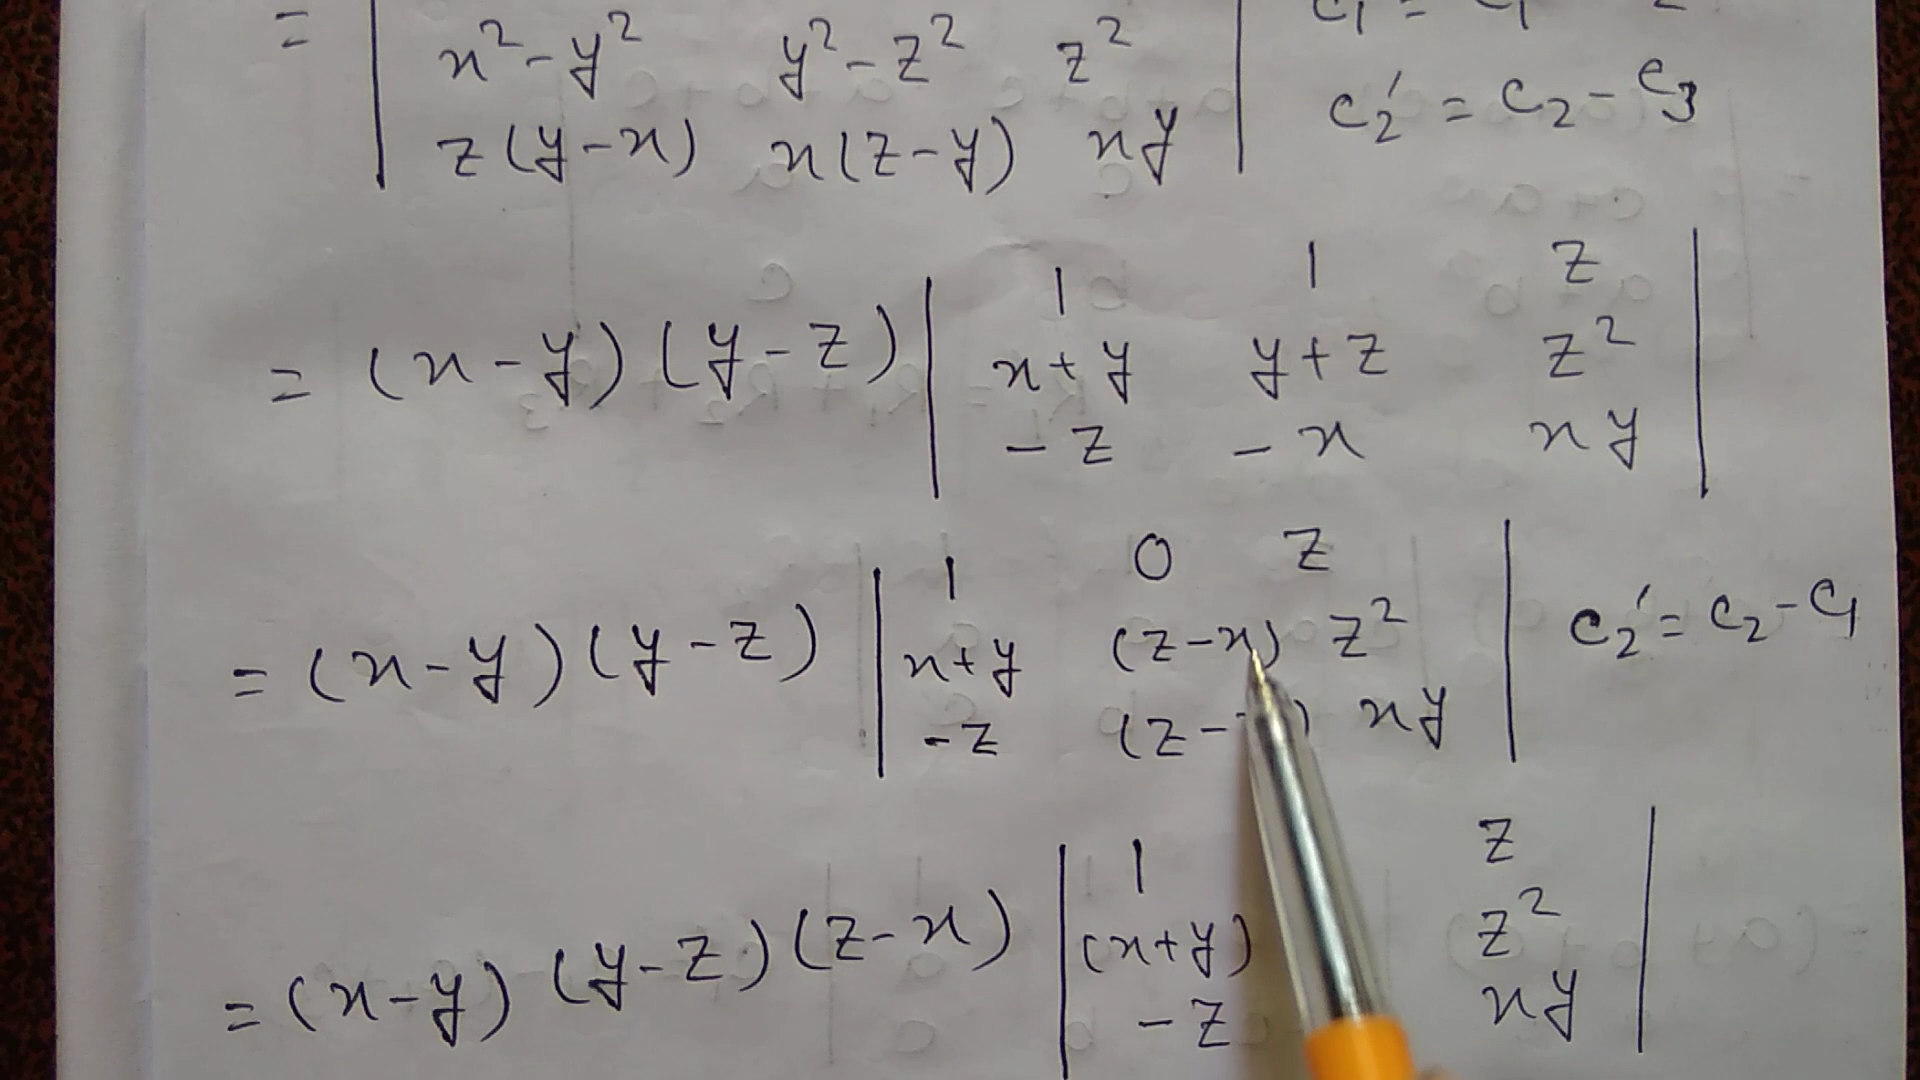 = | x²-y² y²-z² z² |
z(y-x) x(z-y) xy c₂' = c₂ - c₃
1 1 z
= (x-y) (y-z) | x+y y+z z² |
-z -x xy
1 0 z
= (x-y) (y-z) | x+y (z-x) z² | c₂' = c₂ - c₁
-z (z- ) xy
1 z
= (x-y) (y-z) (z-x) | (x+y) z² |
-z xy